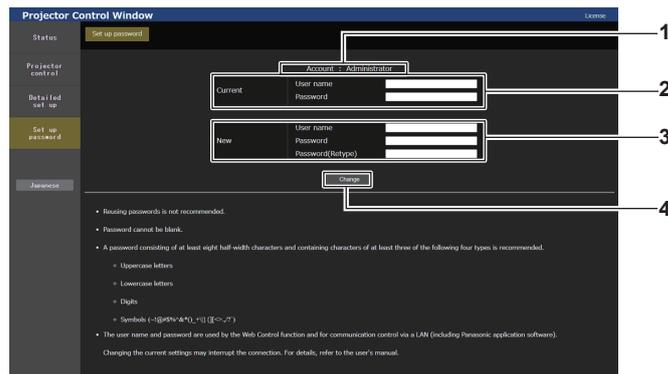 Projector Control Window
License
Status
Set up password
1
Account : Administrator
Projector control
Current
User name
Password
2
Detailed set up
Set up password
New
User name
Password
Password(Retype)
3
Change
Japanese
4
• Reusing passwords is not recommended.
• Password cannot be blank.
• A password consisting of at least eight half-width characters and containing characters of at least three of the following four types is recommended.
Uppercase letters
Lowercase letters
Digits
Symbols
• The user name and password are used by the Web Control function and for communication control via a LAN (including Panasonic application software).
Changing the current settings may interrupt the connection. For details, refer to the user's manual.